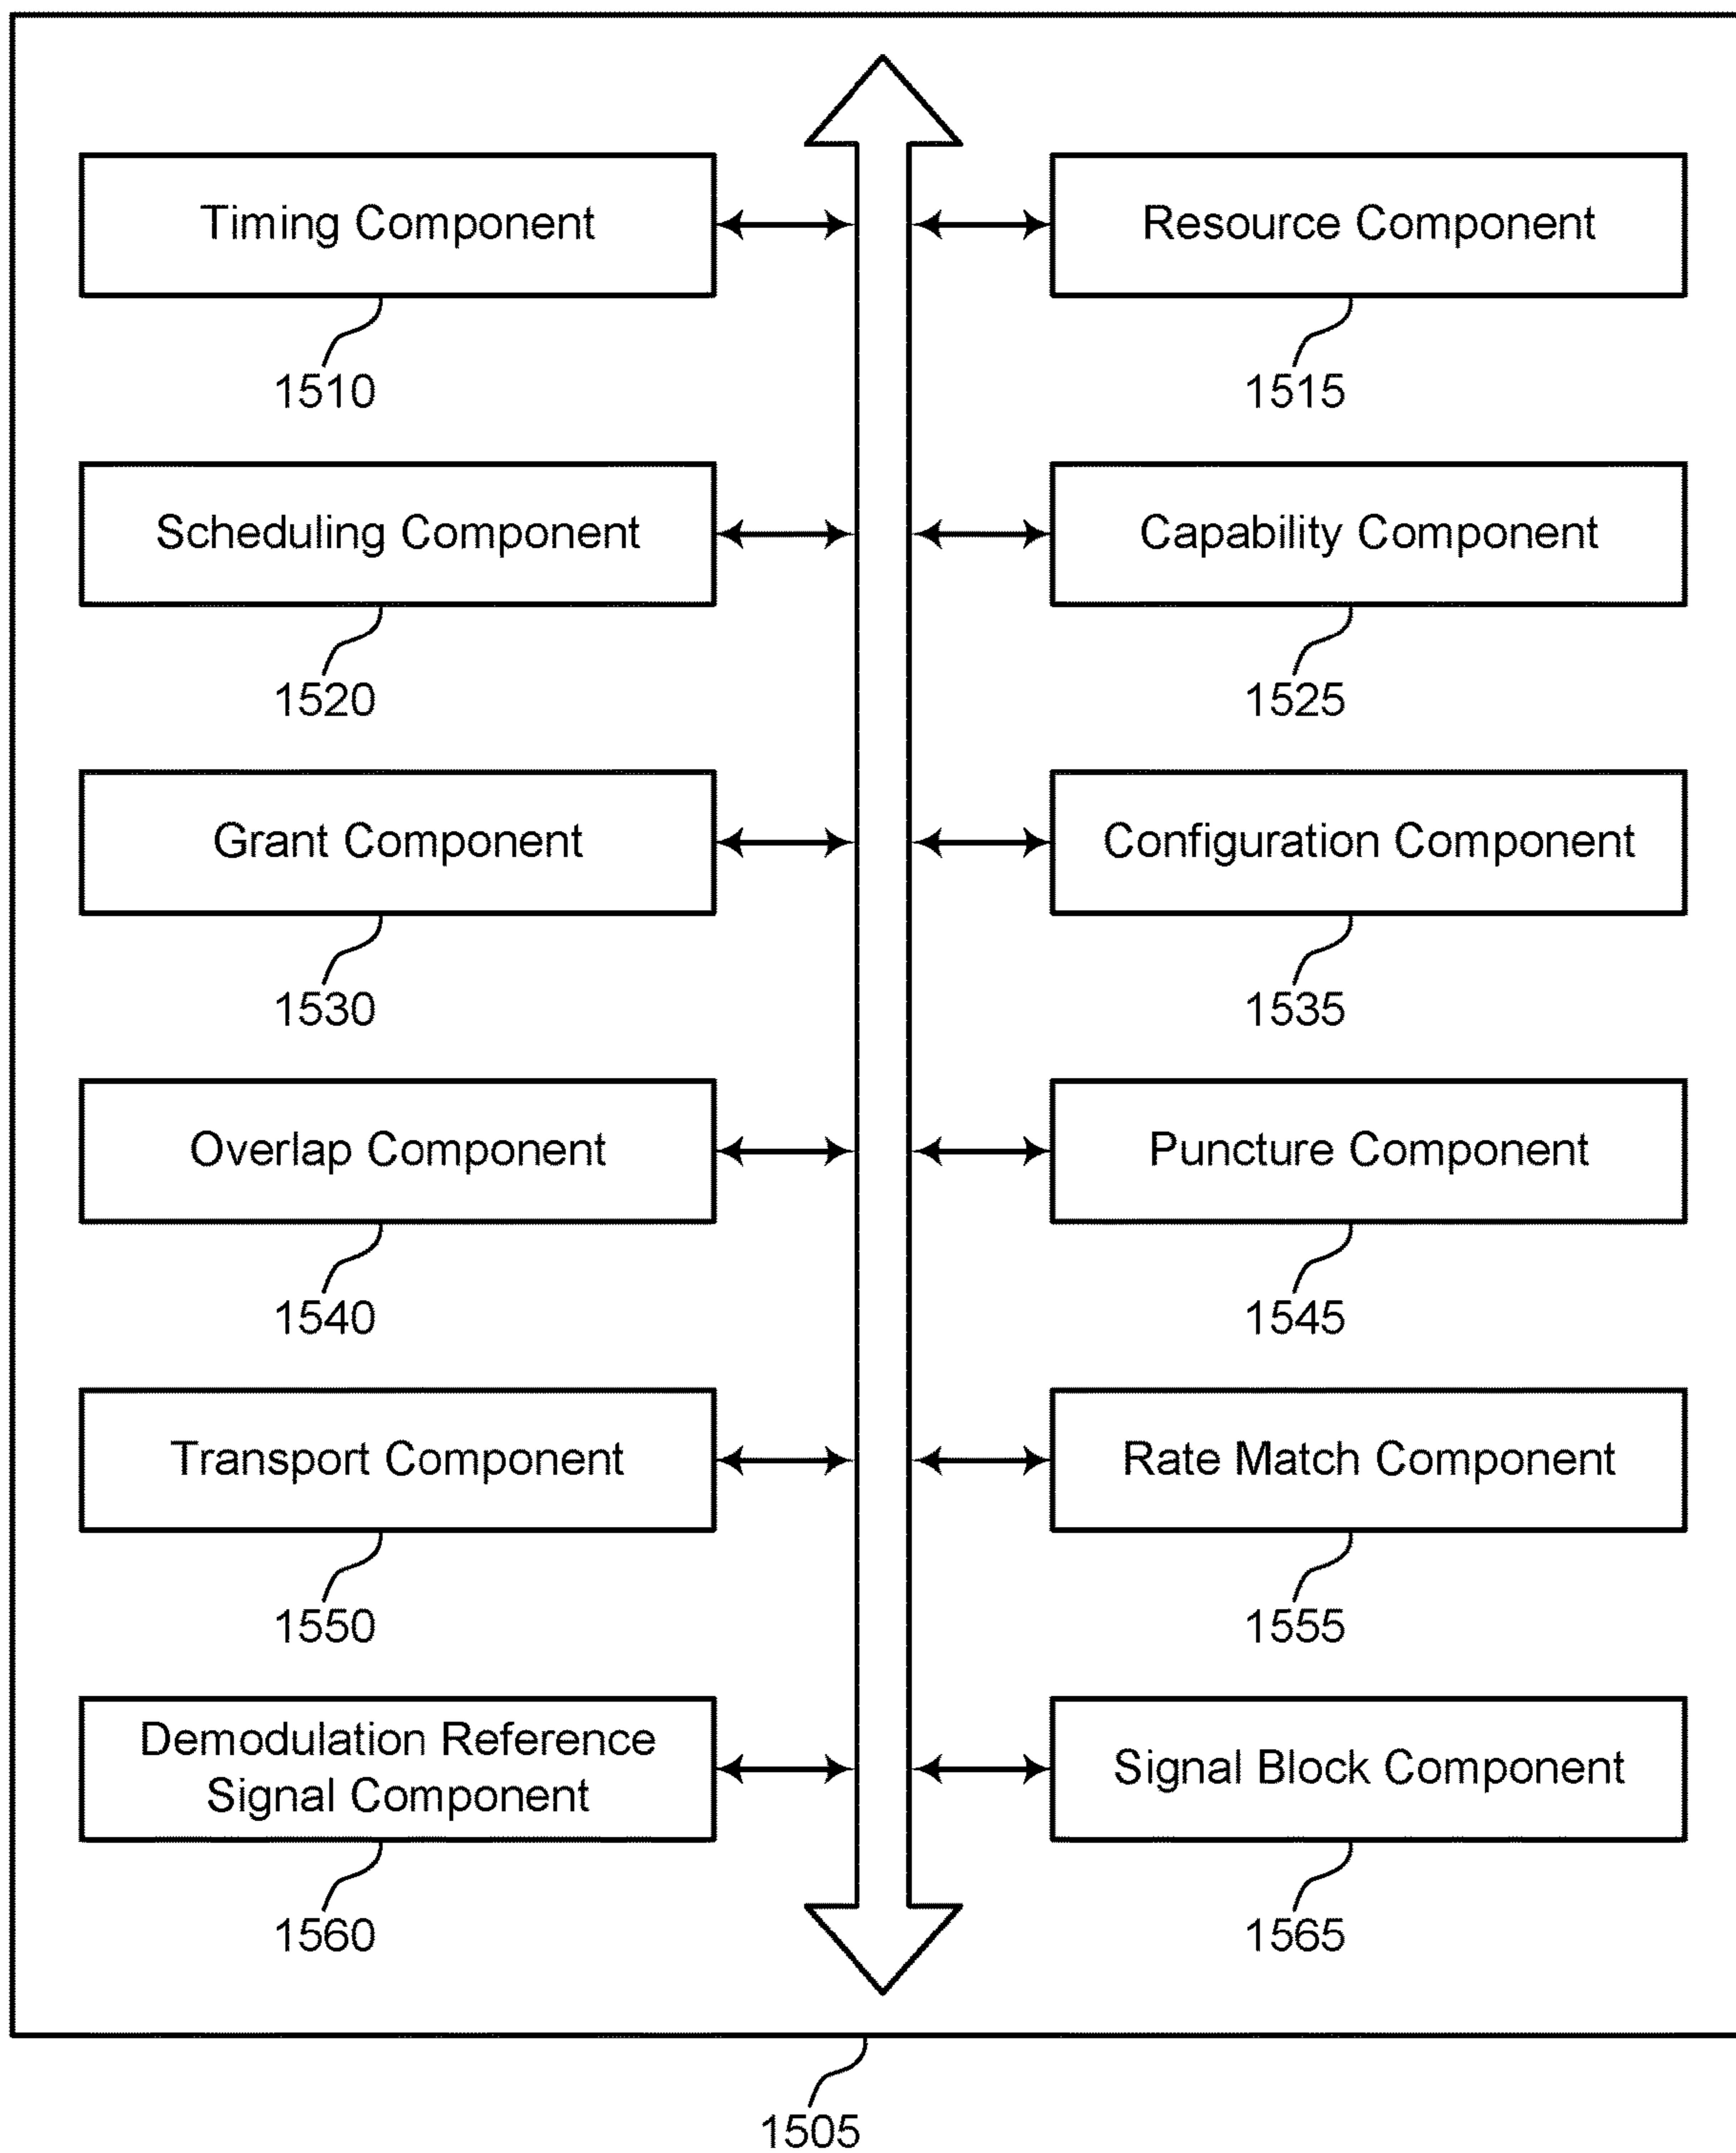 Timing Component
Resource Component
1510
1515
Scheduling Component
Capability Component
1520
1525
Grant Component
Configuration Component
1530
1535
Overlap Component
Puncture Component
1540
1545
Transport Component
Rate Match Component
1550
1555
Demodulation Reference
Signal Component
Signal Block Component
1560
1565
1505